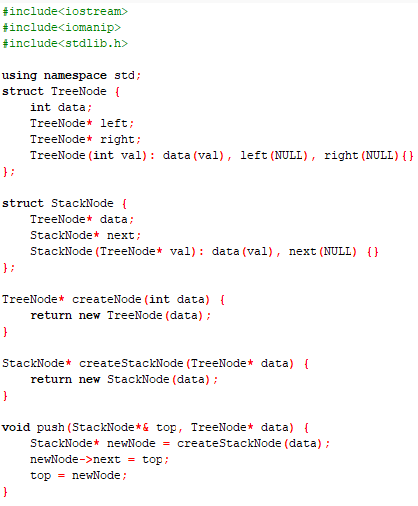 #include<iostream>
#include<iomanip>
#include<stdlib.h>
using namespace std;
struct TreeNode {
    int data;
    TreeNode* left;
    TreeNode* right;
    TreeNode(int val): data(val), left(NULL), right(NULL){}
};
struct StackNode {
    TreeNode* data;
    StackNode* next;
    StackNode(TreeNode* val): data(val), next(NULL) {}
};
TreeNode* createNode(int data) {
    return new TreeNode(data);
}
StackNode* createStackNode(TreeNode* data) {
    return new StackNode(data);
}
void push(StackNode*& top, TreeNode* data) {
    StackNode* newNode = createStackNode(data);
    newNode->next = top;
    top = newNode;
}